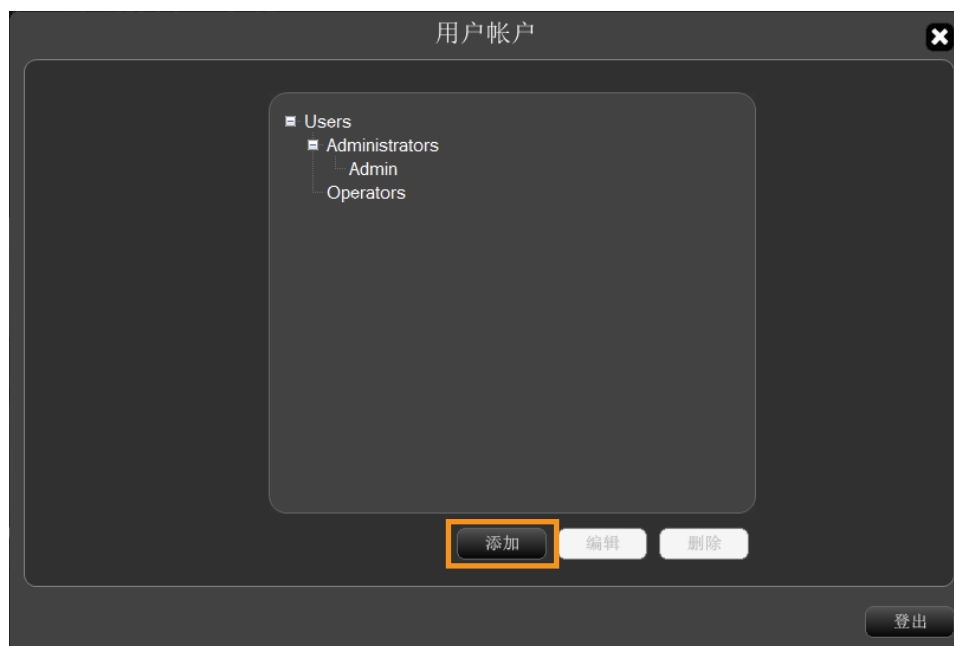 用户帐户
Users
Administrators
Admin
Operators
添加 编辑 删除
登出